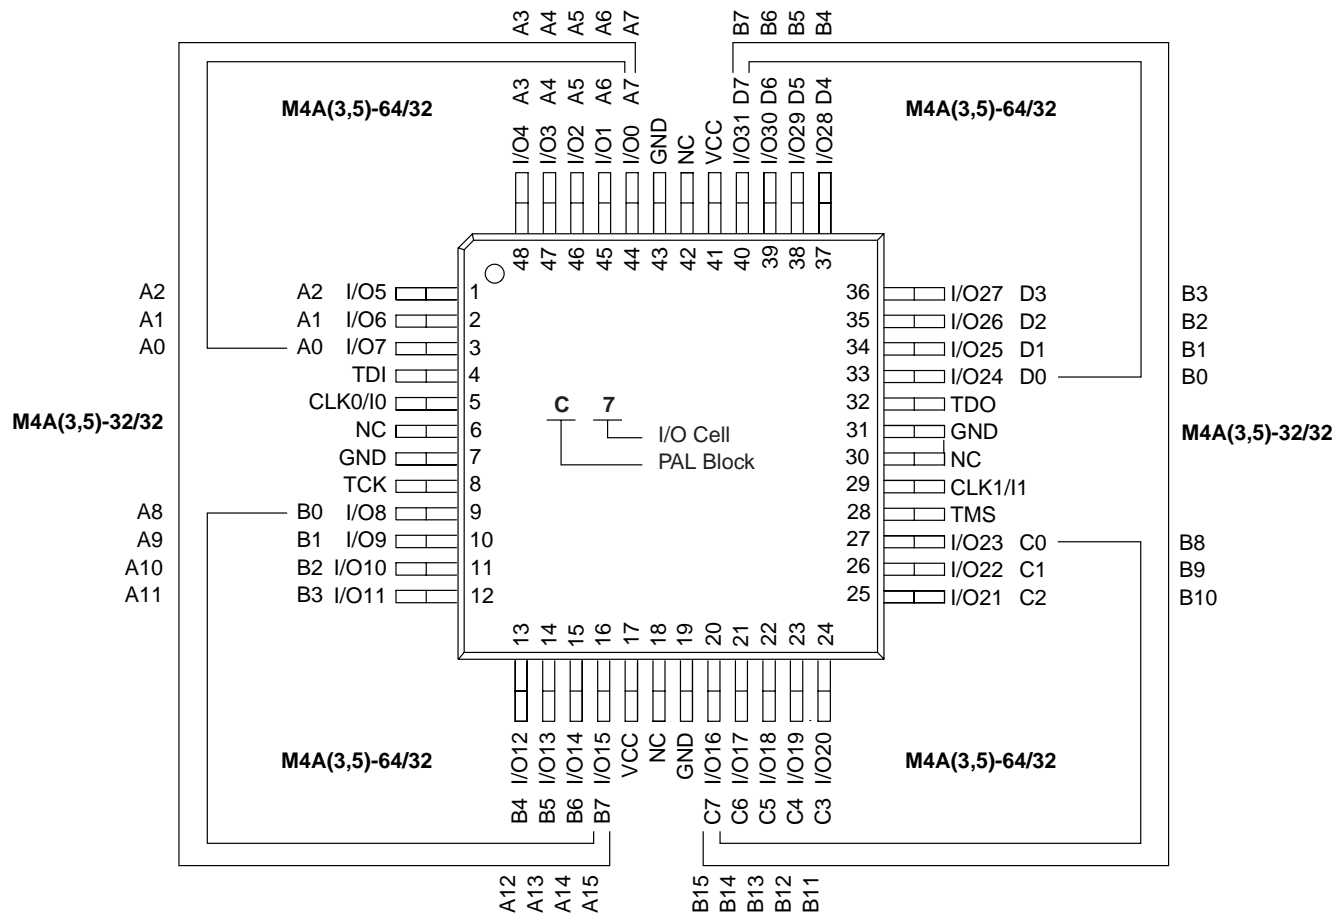 A3 A4 A5 A6 A7 B7 B6 B5 B4
M4A(3,5)-64/32 A3 A4 A5 A6 A7 D7 D6 D5 D4 M4A(3,5)-64/32
I/O4 I/O3 I/O2 I/O1 I/O0 GND NC VCC I/O31 I/O30 I/O29 I/O28
48 47 46 45 44 43 42 41 40 39 38 37
A2 A2 I/O5 1 36 I/O27 D3 B3
A1 A1 I/O6 2 35 I/O26 D2 B2
A0 A0 I/O7 3 34 I/O25 D1 B1
TDI 4 33 I/O24 D0 B0
CLK0/I0 5 C 7 32 TDO
M4A(3,5)-32/32 M4A(3,5)-32/32
NC 6 I/O Cell 31 GND
GND 7 PAL Block 30 NC
TCK 8 29 CLK1/I1
A8 B0 I/O8 9 28 TMS
A9 B1 I/O9 10 27 I/O23 C0 B8
A10 B2 I/O10 11 26 I/O22 C1 B9
A11 B3 I/O11 12 25 I/O21 C2 B10
13 14 15 16 17 18 19 20 21 22 23 24
I/O12 I/O13 I/O14 I/O15 VCC NC GND I/O16 I/O17 I/O18 I/O19 I/O20
M4A(3,5)-64/32 M4A(3,5)-64/32
B4 B5 B6 B7 C7 C6 C5 C4 C3
A12 A13 A14 A15 B15 B14 B13 B12 B11